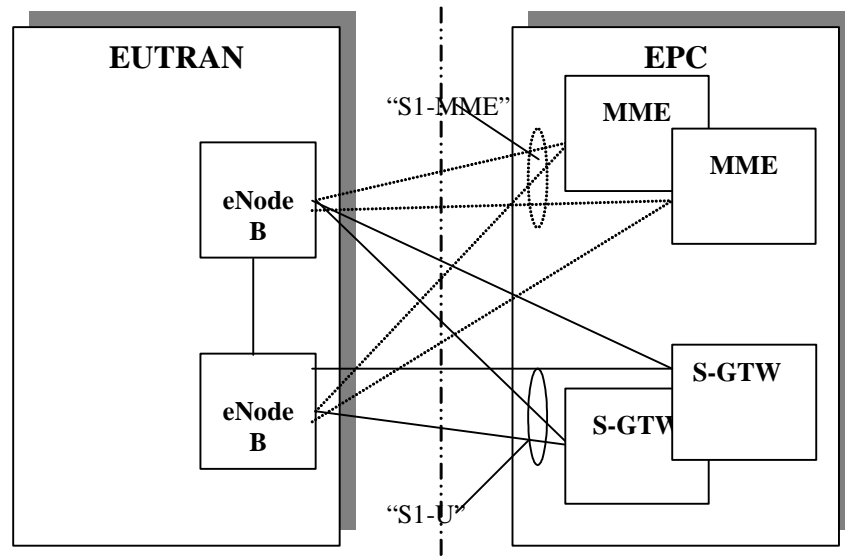 EUTRAN
EPC
“S1-MME”
MME
MME
eNode
B
eNode
B
S-GTW
S-GTW
“S1-U”